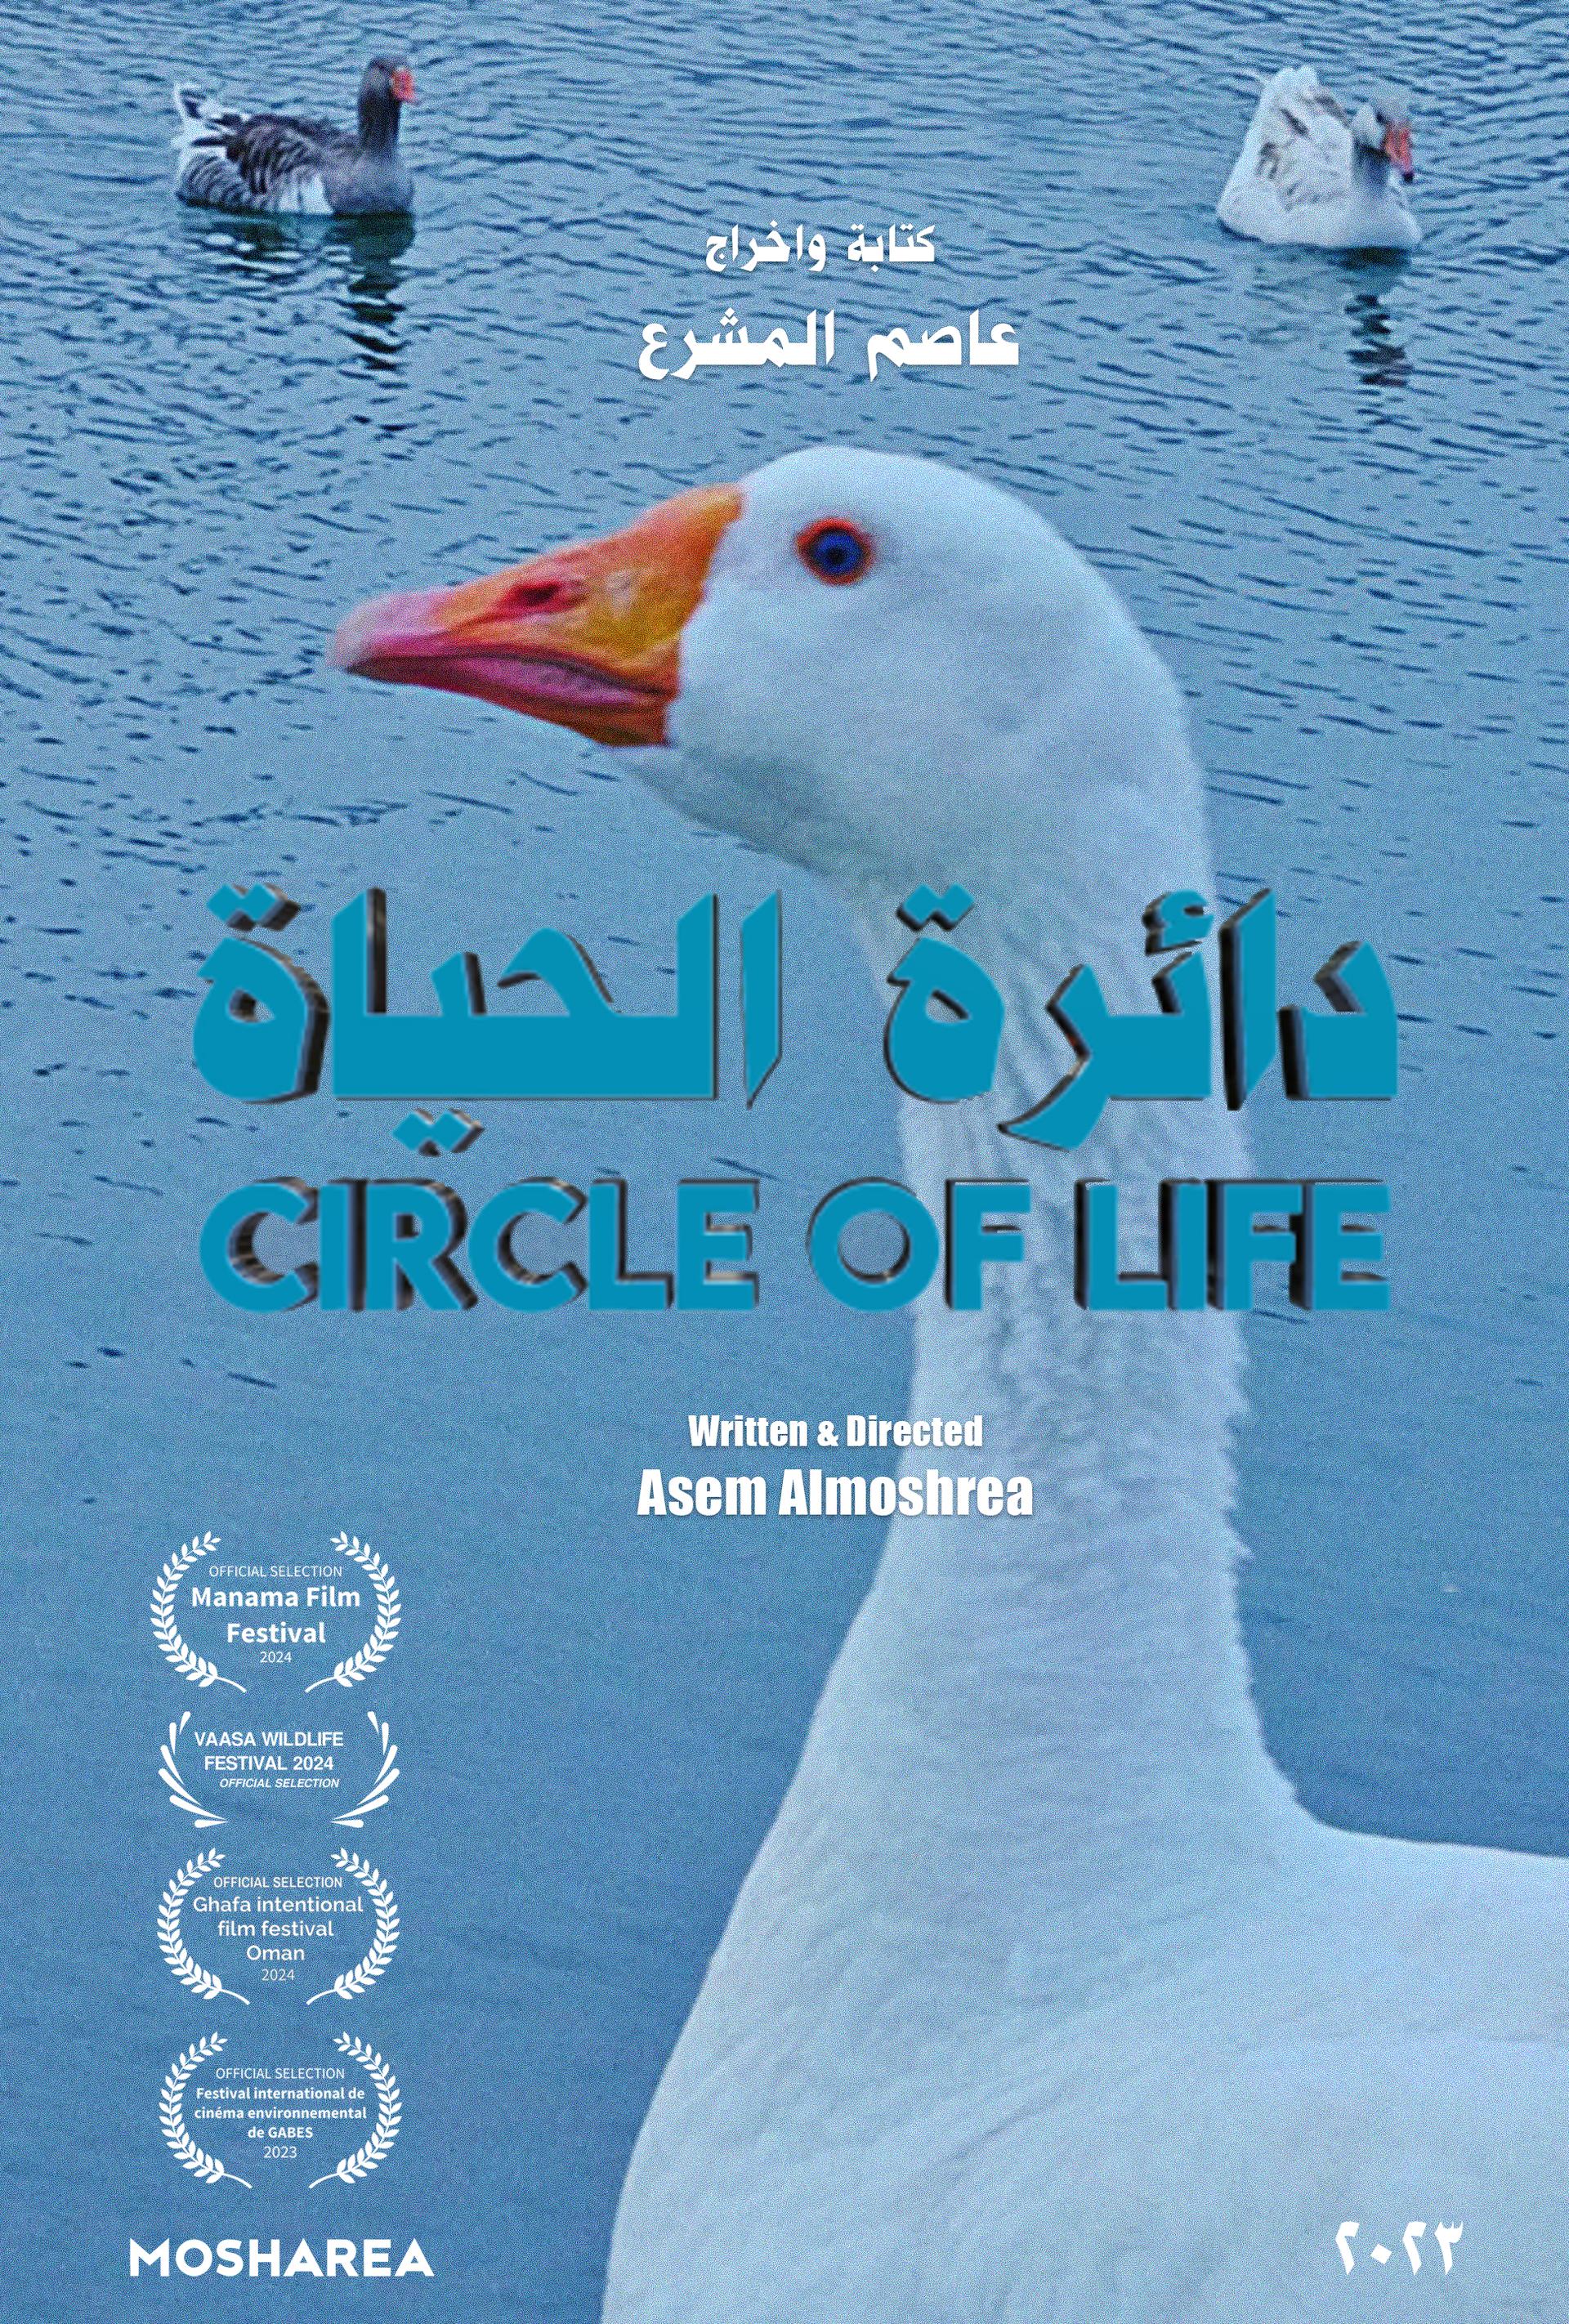 كتابة واخراج
عاصم المشرع
دائرة الحياة
CIRCLE OF LIFE
Written & Directed
Asem Almoshrea
OFFICIAL SELECTION
Manama Film
Festival
2024
VAASA WILDLIFE
FESTIVAL 2024
OFFICIAL SELECTION
OFFICIAL SELECTION
Ghafa intentional
film festival
Oman
2024
OFFICIAL SELECTION
Festival international de
cinéma environnemental
de GABES
2023
MOSHAREA
٢٠٢٣